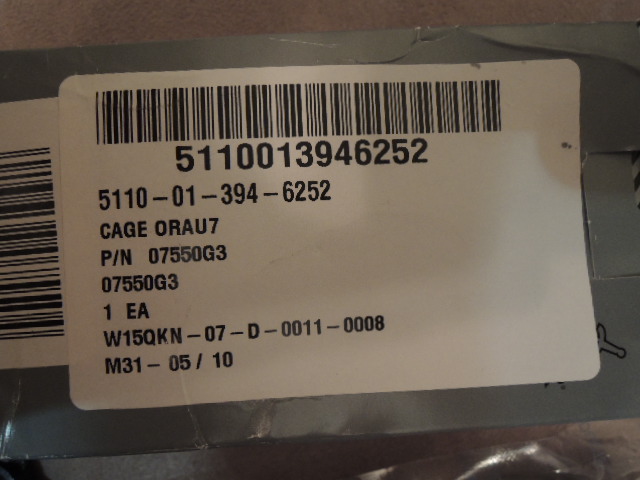 5110013946252
5110-01-394-6252
CAGE ORAU7
P/N 07550G3
07550G3
1 EA
W15QKN-07-D-0011-0008
M31-05/10